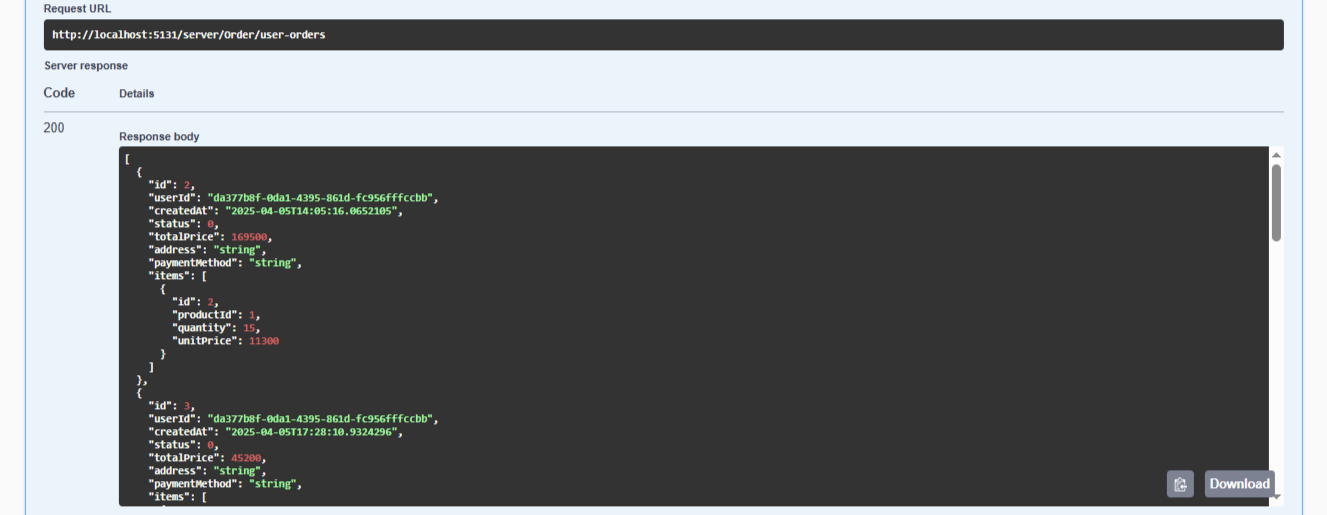 Request URL
http://localhost:5131/server/Order/user-orders
Server response
Code Details
200
Response body
[
{
"id": 2,
"userId": "da377b8f-0da1-4395-861d-fc956fffccbb",
"createdAt": "2025-04-05T14:05:16.0652105",
"status": 0,
"totalPrice": 169500,
"address": "string",
"paymentMethod": "string",
"items": [
{
"id": 2,
"productId": 1,
"quantity": 15,
"unitPrice": 11300
}
]
},
{
"id": 3,
"userId": "da377b8f-0da1-4395-861d-fc956fffccbb",
"createdAt": "2025-04-05T17:28:10.9324296",
"status": 0,
"totalPrice": 45200,
"address": "string",
"paymentMethod": "string",
"items": [
Download